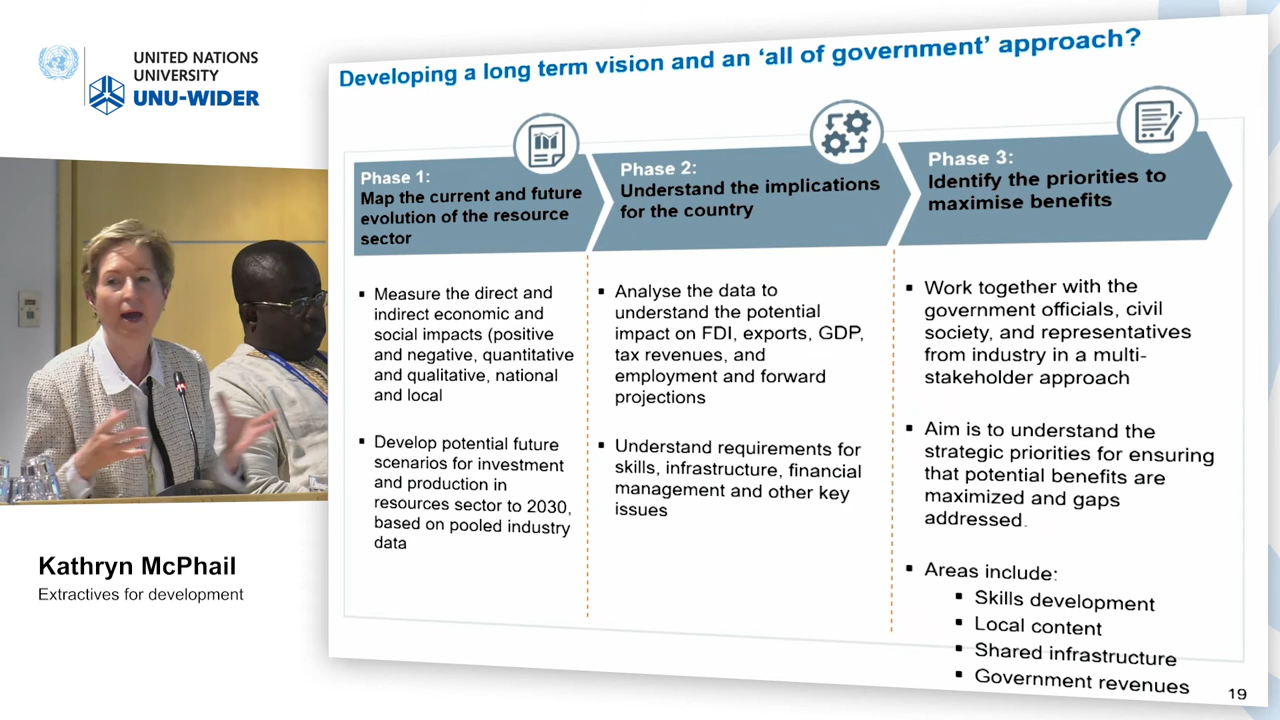 UNITED NATIONS
UNIVERSITY
UNU-WIDER
Developing a long term vision and an ‘all of government’ approach?
Phase 1:
Map the current and future
evolution of the resource
sector
Phase 2:
Understand the implications
for the country
Phase 3:
Identify the priorities to
maximise benefits
▪ Measure the direct and
indirect economic and
social impacts (positive
and negative, quantitative
and qualitative, national
and local
▪ Develop potential future
scenarios for investment
and production in
resources sector to 2030,
based on pooled industry
data
▪ Analyse the data to
understand the potential
impact on FDI, exports, GDP,
tax revenues, and
employment and forward
projections
▪ Understand requirements for
skills, infrastructure, financial
management and other key
issues
▪ Work together with the
government officials, civil
society, and representatives
from industry in a multi-
stakeholder approach
▪ Aim is to understand the
strategic priorities for ensuring
that potential benefits are
maximized and gaps
addressed.
▪ Areas include:
▪ Skills development
▪ Local content
▪ Shared infrastructure
▪ Government revenues
19
Kathryn McPhail
Extractives for development